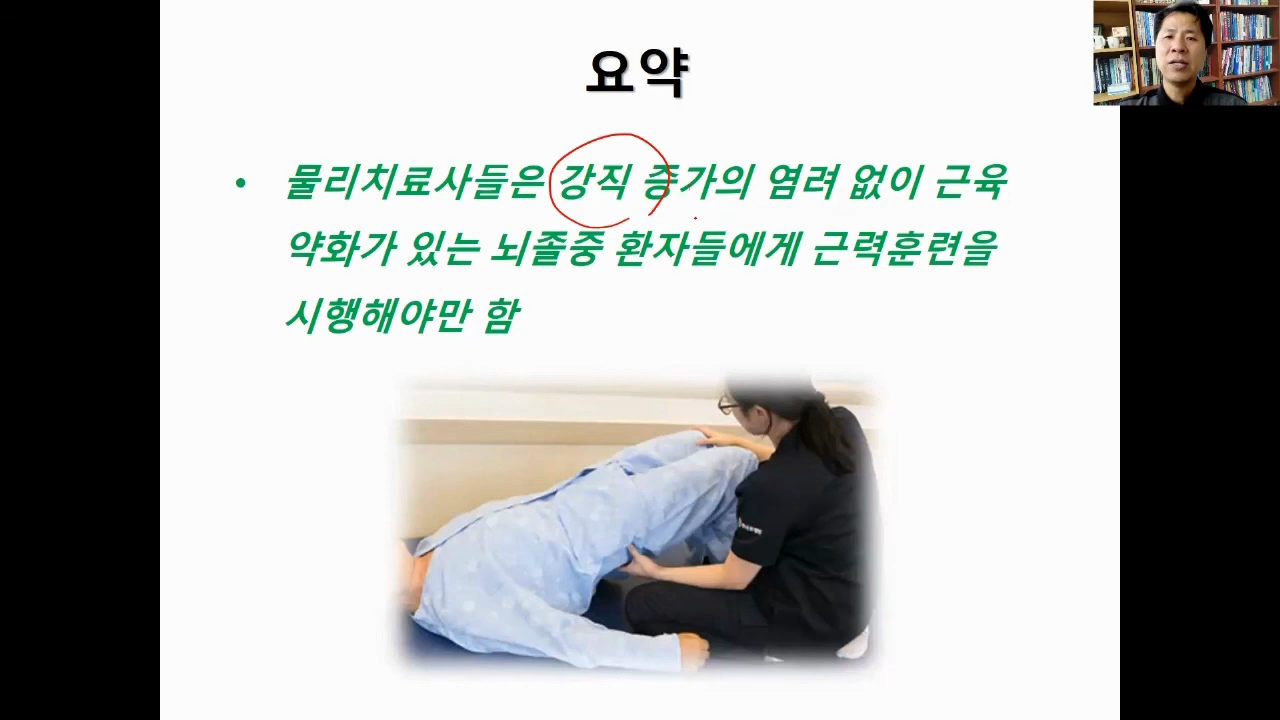 요약
• 물리치료사들은 강직 증가의 염려 없이 근육
약화가 있는 뇌졸중 환자들에게 근력훈련을
시행해야만 함